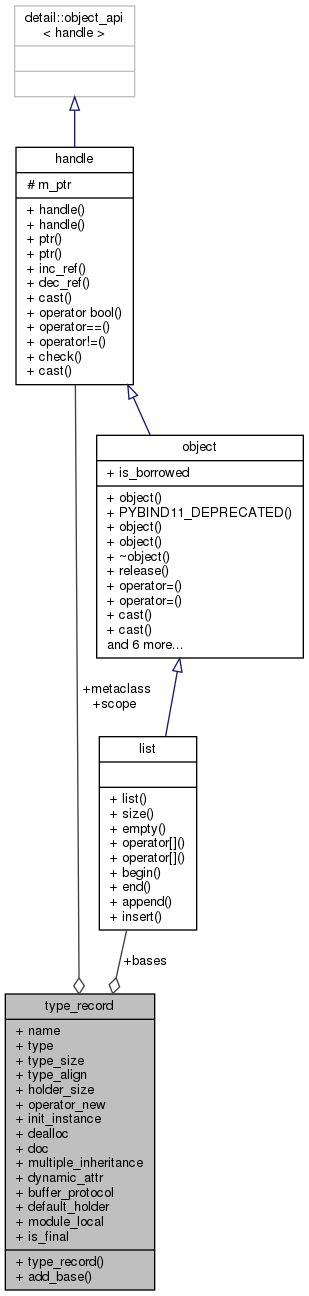 detail::object_api
< handle >
handle
# m_ptr
+ handle()
+ handle()
+ ptr()
+ ptr()
+ inc_ref()
+ dec_ref()
+ cast()
+ operator bool()
+ operator==()
+ operator!=()
+ check()
+ cast()
object
+ is_borrowed
+ object()
+ PYBIND11_DEPRECATED()
+ object()
+ object()
+ ~object()
+ release()
+ operator=()
+ operator=()
+ cast()
+ cast()
and 6 more...
+metaclass
+scope
list
+ list()
+ size()
+ empty()
+ operator[]()
+ operator[]()
+ begin()
+ end()
+ append()
+ insert()
+bases
type_record
+ name
+ type
+ type_size
+ type_align
+ holder_size
+ operator_new
+ init_instance
+ dealloc
+ doc
+ multiple_inheritance
+ dynamic_attr
+ buffer_protocol
+ default_holder
+ module_local
+ is_final
+ type_record()
+ add_base()